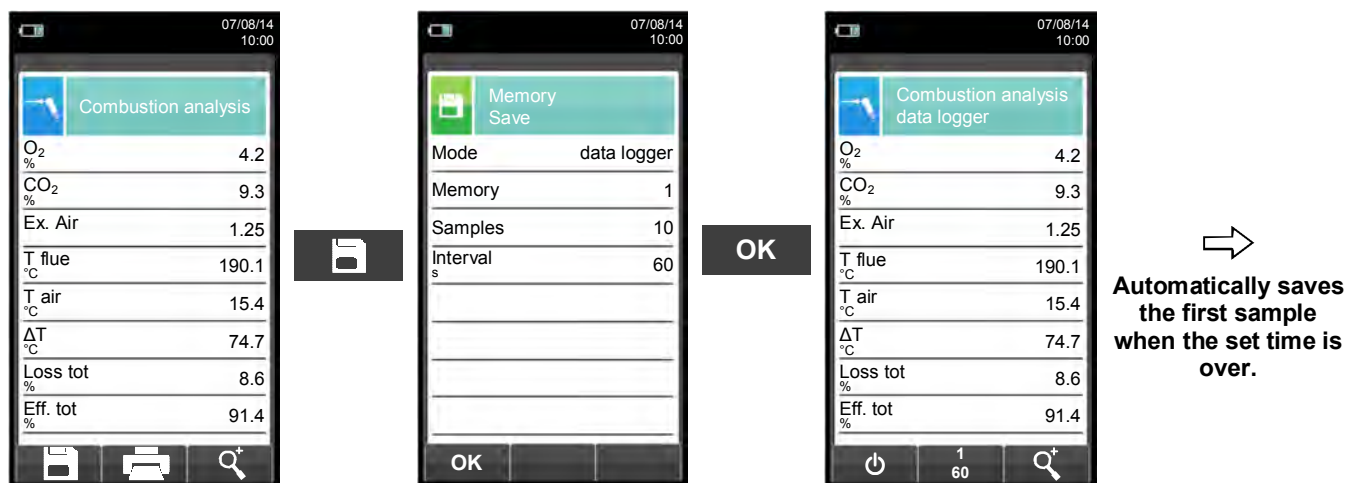 07/08/14
10:00
Combustion analysis
O2
%
4.2
CO2
%
9.3
Ex. Air
1.25
T flue
°C
190.1
T air
°C
15.4
ΔT
°C
74.7
Loss tot
%
8.6
Eff. tot
%
91.4
07/08/14
10:00
Memory
Save
Mode data logger
Memory 1
Samples 10
Interval
s
60
OK
OK
07/08/14
10:00
Combustion analysis
data logger
O2
%
4.2
CO2
%
9.3
Ex. Air
1.25
T flue
°C
190.1
T air
°C
15.4
ΔT
°C
74.7
Loss tot
%
8.6
Eff. tot
%
91.4
1
60
Automatically saves
the first sample
when the set time is
over.